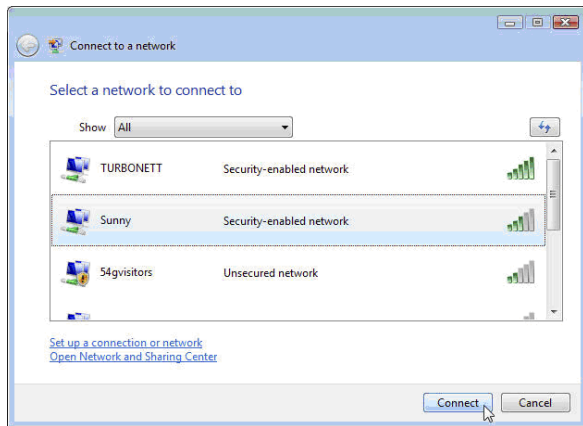 Connect to a network
Select a network to connect to
Show All
TURBONETT Security-enabled network
Sunny Security-enabled network
54gvisitors Unsecured network
Set up a connection or network
Open Network and Sharing Center
Connect Cancel